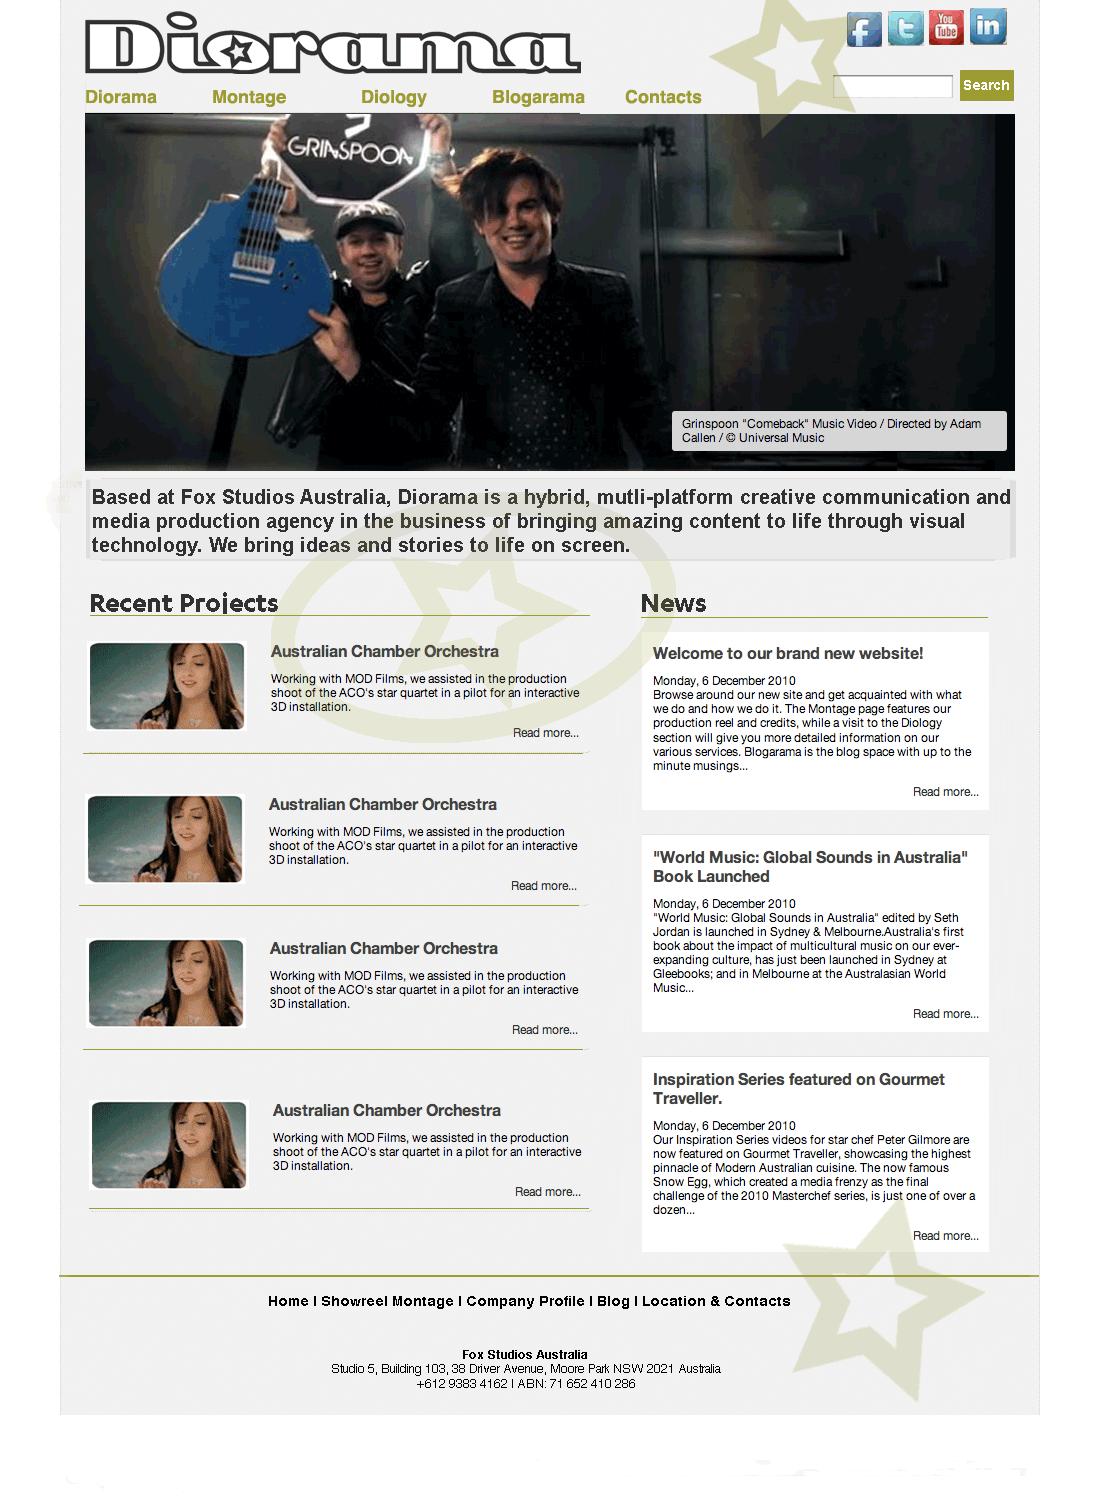 Diorama
Diorama Montage Diology Blogarama Contacts
You
Tube
Search
GRINSPOON
Grinspoon "Comeback" Music Video / Directed by Adam
Callen / © Universal Music
Based at Fox Studios Australia, Diorama is a hybrid, mutli-platform creative communication and
media production agency in the business of bringing amazing content to life through visual
technology. We bring ideas and stories to life on screen.
Recent Projects
Australian Chamber Orchestra
Working with MOD Films, we assisted in the production
shoot of the ACO's star quartet in a pilot for an interactive
3D installation.
Read more...
Australian Chamber Orchestra
Working with MOD Films, we assisted in the production
shoot of the ACO's star quartet in a pilot for an interactive
3D installation.
Read more...
Australian Chamber Orchestra
Working with MOD Films, we assisted in the production
shoot of the ACO's star quartet in a pilot for an interactive
3D installation.
Read more...
Australian Chamber Orchestra
Working with MOD Films, we assisted in the production
shoot of the ACO's star quartet in a pilot for an interactive
3D installation.
Read more...
News
Welcome to our brand new website!
Monday, 6 December 2010
Browse around our new site and get acquainted with what
we do and how we do it. The Montage page features our
production reel and credits, while a visit to the Diology
section will give you more detailed information on our
various services. Blogarama is the blog space with up to the
minute musings...
Read more...
"World Music: Global Sounds in Australia"
Book Launched
Monday, 6 December 2010
"World Music: Global Sounds in Australia" edited by Seth
Jordan is launched in Sydney & Melbourne.Australia's first
book about the impact of multicultural music on our ever-
expanding culture, has just been launched in Sydney at
Gleebooks; and in Melbourne at the Australasian World
Music...
Read more...
Inspiration Series featured on Gourmet
Traveller.
Monday, 6 December 2010
Our Inspiration Series videos for star chef Peter Gilmore are
now featured on Gourmet Traveller, showcasing the highest
pinnacle of Modern Australian cuisine. The now famous
Snow Egg, which created a media frenzy as the final
challenge of the 2010 Masterchef series, is just one of over a
dozen...
Read more...
Home | Showreel Montage | Company Profile | Blog | Location & Contacts
Fox Studios Australia
Studio 5, Building 103, 38 Driver Avenue, Moore Park NSW 2021 Australia
+612 9383 4162 | ABN: 71 652 410 286